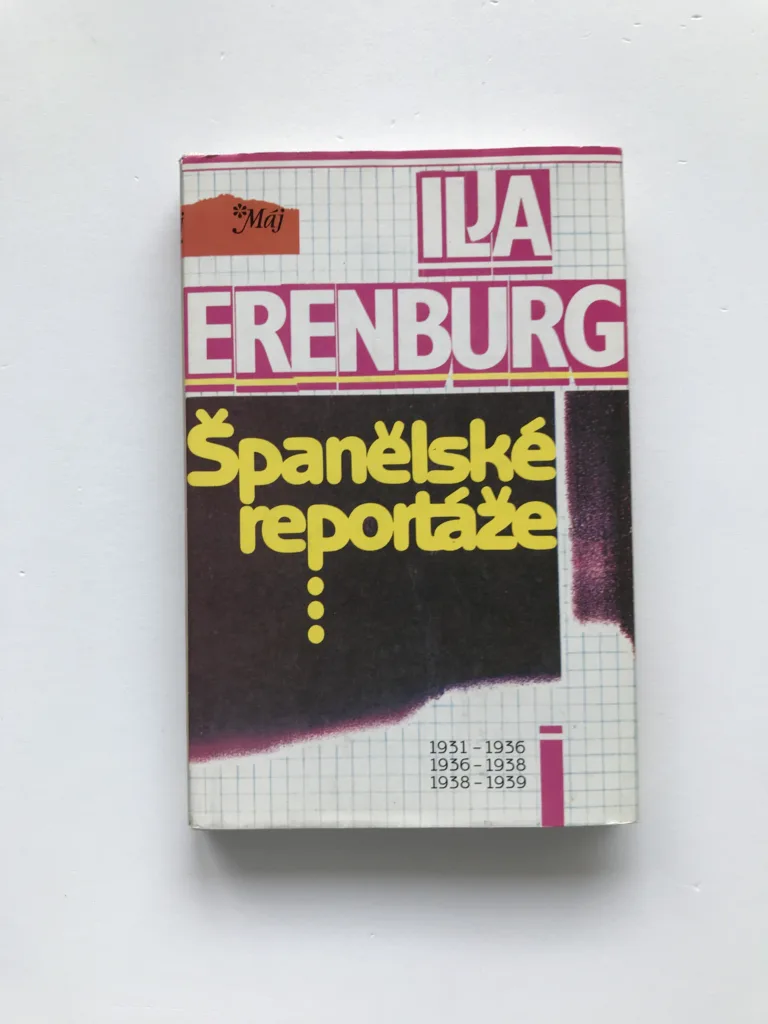 *Máj
ILJA
ERENBURG
Španělské
reportáže
1931 – 1936
1936 – 1938
1938 – 1939